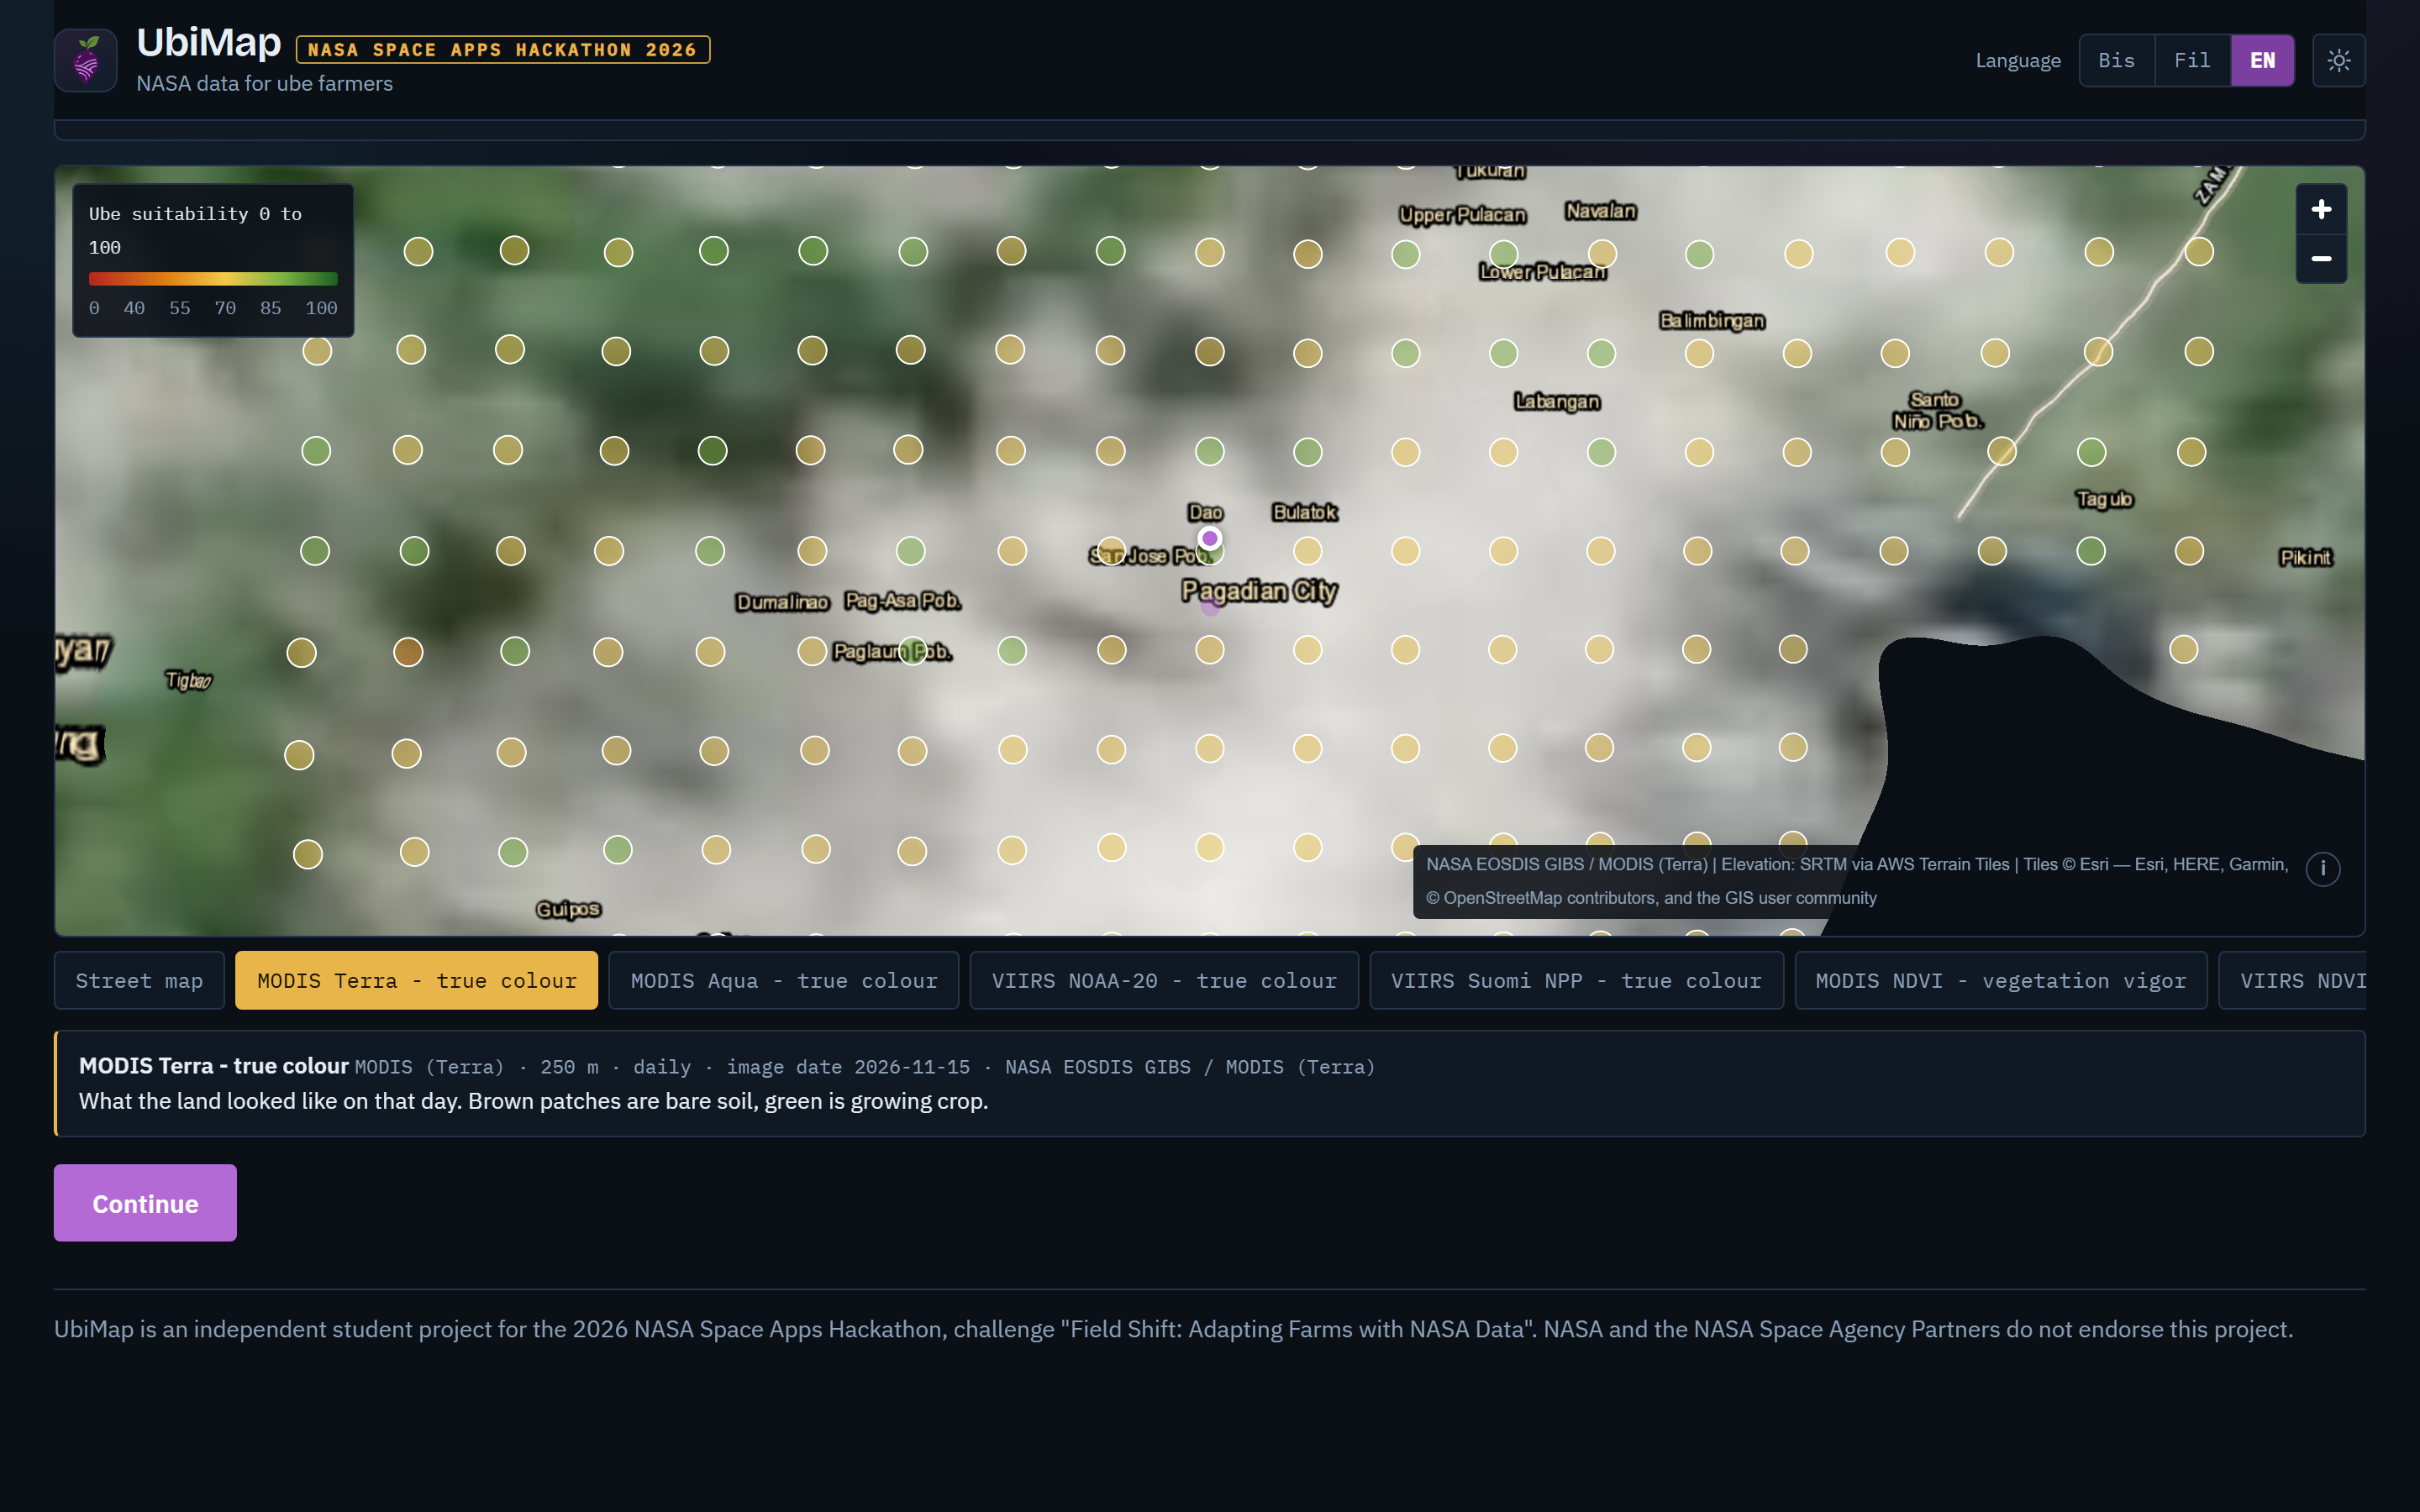 UbiMap NASA SPACE APPS HACKATHON 2026
NASA data for ube farmers
Language Bis Fil EN
Ube suitability 0 to
100
0 40 55 70 85 100
Tukuran
Upper Pulacan Navalan
Lower Pulacan
Balimbingan
Labangan
Santo
Niño Pob.
Tagulo
Dao Bulatok
San Jose Pob.
Pikinit
Pagadian City
Dumalinao Pag-Asa Pob.
Paglaum Pob.
Tigbao
Guipos
+
−
NASA EOSDIS GIBS / MODIS (Terra) | Elevation: SRTM via AWS Terrain Tiles | Tiles © Esri — Esri, HERE, Garmin,
© OpenStreetMap contributors, and the GIS user community
i
Street map MODIS Terra - true colour MODIS Aqua - true colour VIIRS NOAA-20 - true colour VIIRS Suomi NPP - true colour MODIS NDVI - vegetation vigor VIIRS NDVI
MODIS Terra - true colour MODIS (Terra) · 250 m · daily · image date 2026-11-15 · NASA EOSDIS GIBS / MODIS (Terra)
What the land looked like on that day. Brown patches are bare soil, green is growing crop.
Continue
UbiMap is an independent student project for the 2026 NASA Space Apps Hackathon, challenge "Field Shift: Adapting Farms with NASA Data". NASA and the NASA Space Agency Partners do not endorse this project.